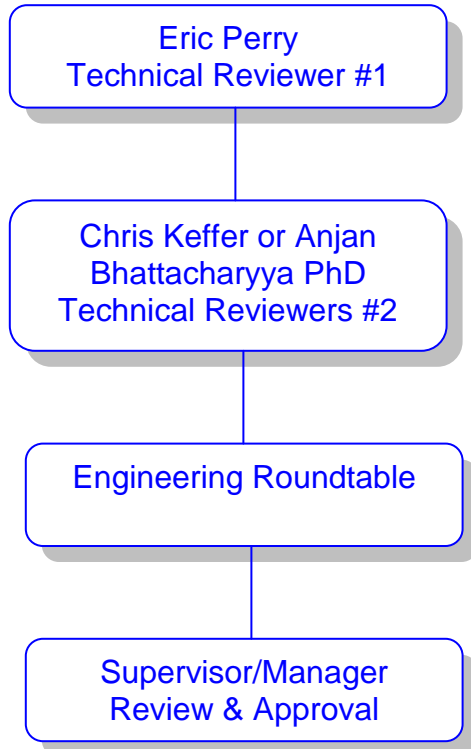 Eric Perry
Technical Reviewer #1
Chris Keffer or Anjan
Bhattacharyya PhD
Technical Reviewers #2
Engineering Roundtable
Supervisor/Manager
Review & Approval